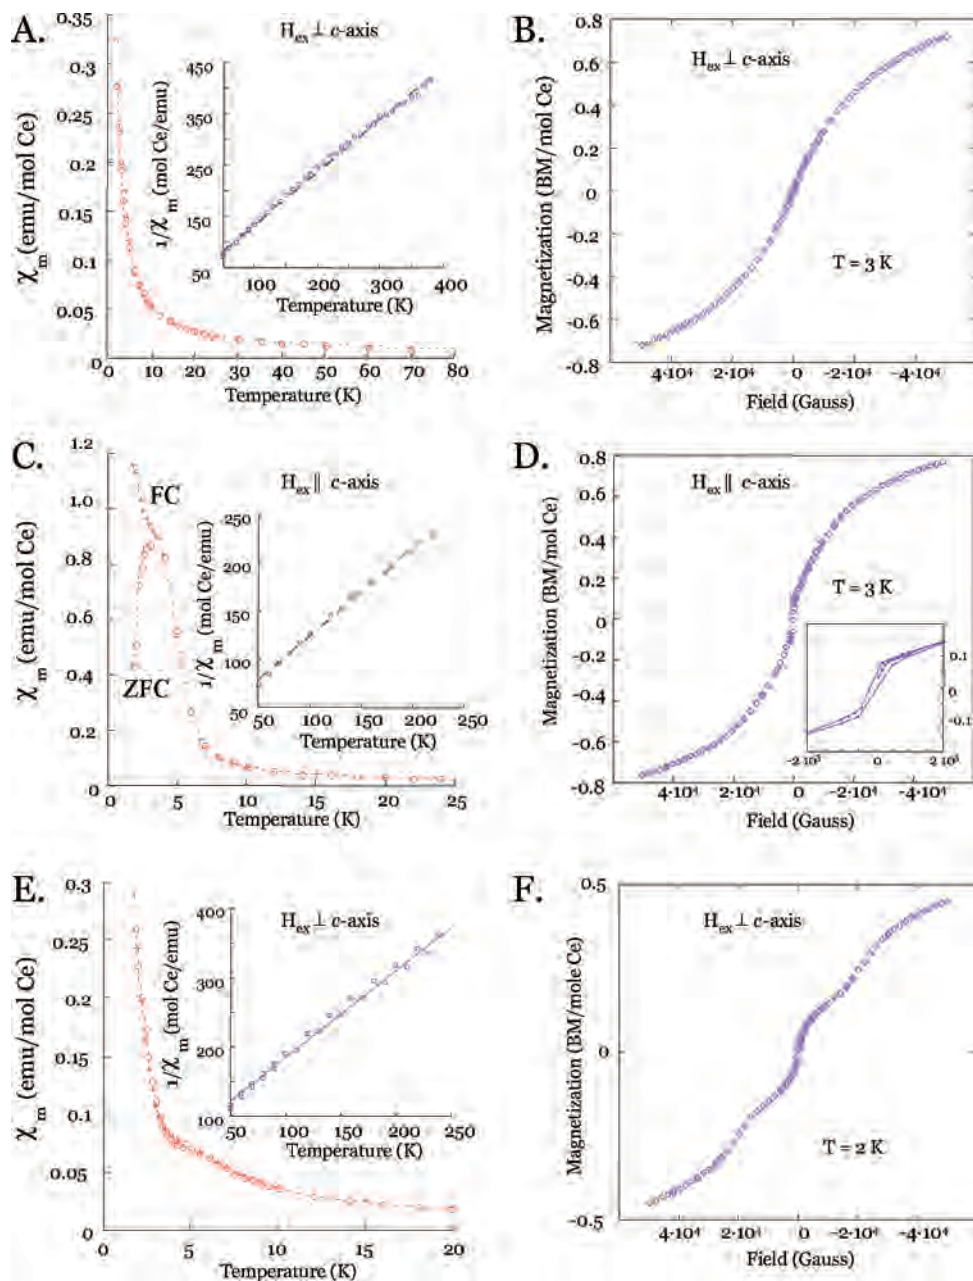 A.
H_ex ⊥ c-axis
χ_m (emu/mol Ce)
0.35
0.3
0.25
0.2
0.15
0.1
0.05
0
0 10 20 30 40 50 60 70 80
Temperature (K)
1/χ_m (mol Ce/emu)
450
350
250
150
50
100 200 300 400
Temperature (K)
B.
H_ex ⊥ c-axis
Magnetization (BM/mol Ce)
0.8
0.6
0.4
0.2
0
-0.2
-0.4
-0.6
-0.8
T = 3 K
4·10⁴ 2·10⁴ 0 -2·10⁴ -4·10⁴
Field (Gauss)
C.
H_ex || c-axis
χ_m (emu/mol Ce)
1.2
1.0
0.8
0.6
0.4
0.2
0
FC
ZFC
0 5 10 15 20 25
Temperature (K)
1/χ_m (mol Ce/emu)
250
200
150
100
50
50 100 150 200 250
Temperature (K)
D.
H_ex || c-axis
Magnetization (BM/mol Ce)
0.8
0.6
0.4
0.2
0
-0.2
-0.4
-0.6
-0.8
T = 3 K
0.1
0
-0.1
-2·10³ 0 2·10³
4·10⁴ 2·10⁴ 0 -2·10⁴ -4·10⁴
Field (Gauss)
E.
H_ex ⊥ c-axis
χ_m (emu/mol Ce)
0.3
0.25
0.2
0.15
0.1
0.05
0
0 5 10 15 20
Temperature (K)
1/χ_m (mol Ce/emu)
400
300
200
100
50 100 150 200 250
Temperature (K)
F.
H_ex ⊥ c-axis
Magnetization (BM/mole Ce)
0.5
0
-0.5
T = 2 K
4·10⁴ 2·10⁴ 0 -2·10⁴ -4·10⁴
Field (Gauss)